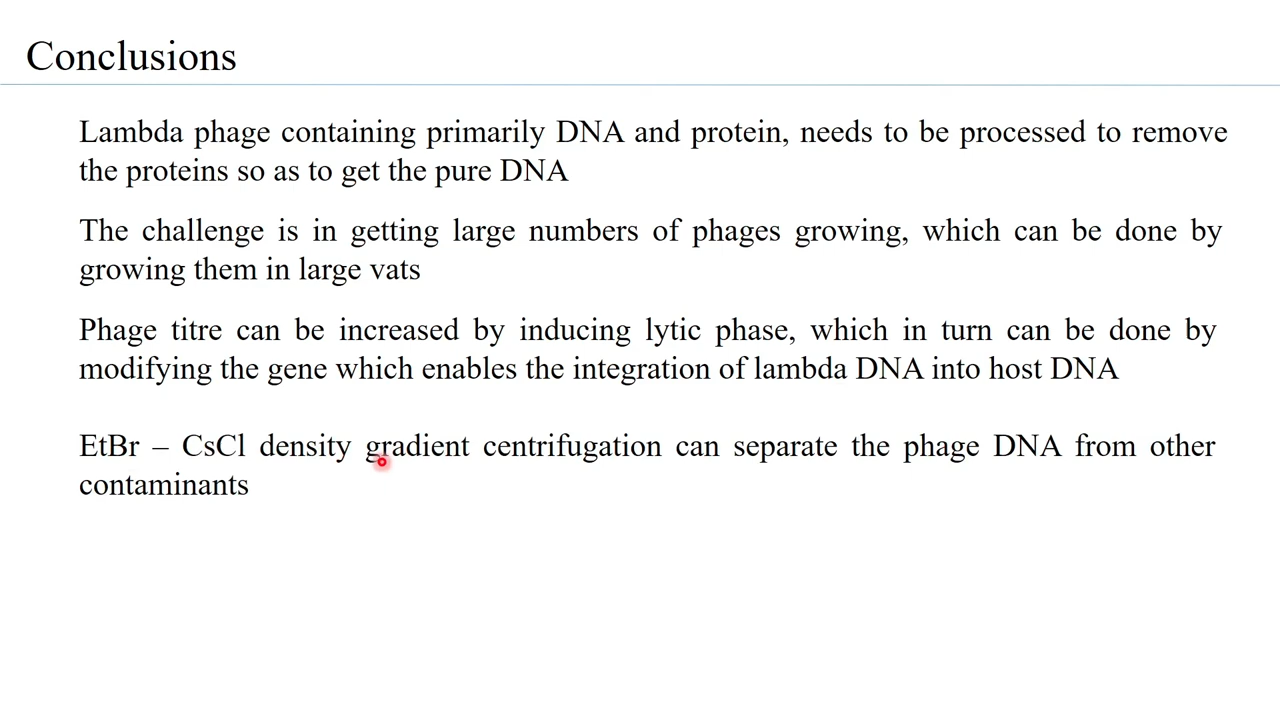 Conclusions
Lambda phage containing primarily DNA and protein, needs to be processed to remove
the proteins so as to get the pure DNA
The challenge is in getting large numbers of phages growing, which can be done by
growing them in large vats
Phage titre can be increased by inducing lytic phase, which in turn can be done by
modifying the gene which enables the integration of lambda DNA into host DNA
EtBr – CsCl density gradient centrifugation can separate the phage DNA from other
contaminants